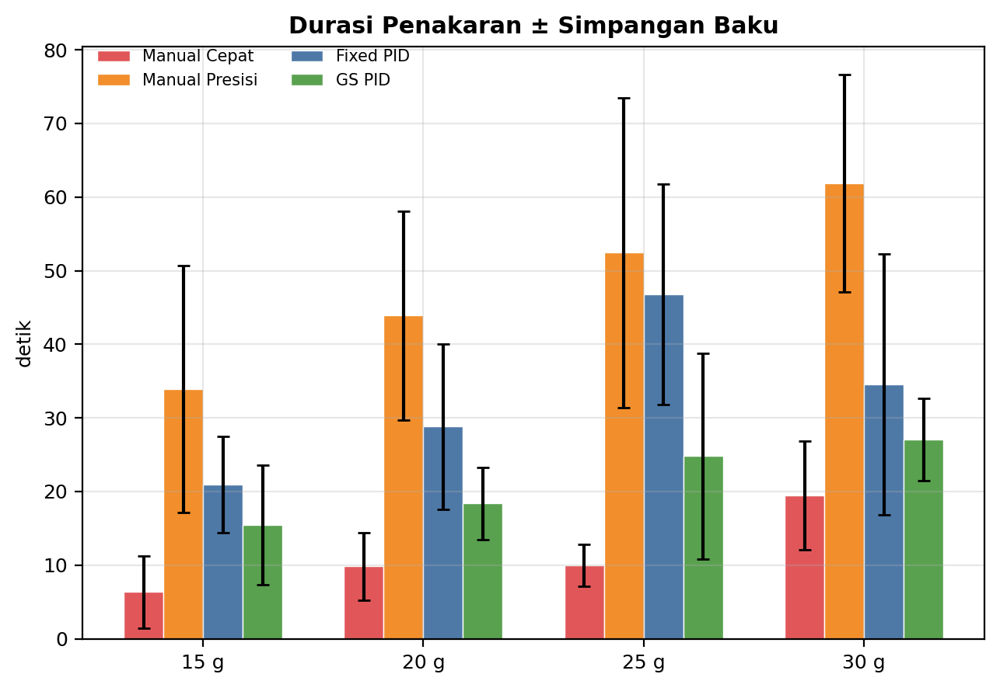 Durasi Penakaran ± Simpangan Baku
Manual Cepat
Manual Presisi
Fixed PID
GS PID
detik
80
70
60
50
40
30
20
10
0
15 g
20 g
25 g
30 g